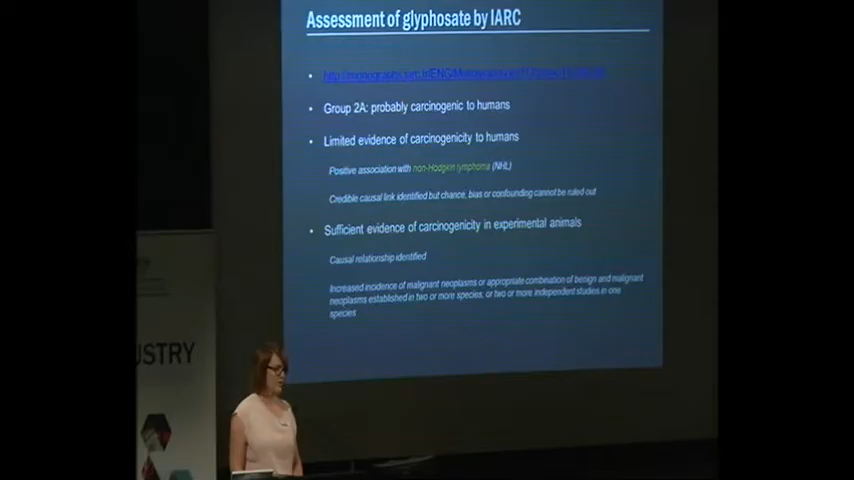 Assessment of glyphosate by IARC
• Group 2A: probably carcinogenic to humans
• Limited evidence of carcinogenicity to humans
Positive association with non-Hodgkin lymphoma (NHL)
Credible causal link identified but chance, bias or confounding cannot be ruled out
• Sufficient evidence of carcinogenicity in experimental animals
Causal relationship identified
Increased incidence of malignant neoplasms or appropriate combination of benign and malignant
neoplasms established in two or more species, or two or more independent studies in one
species
USTRY